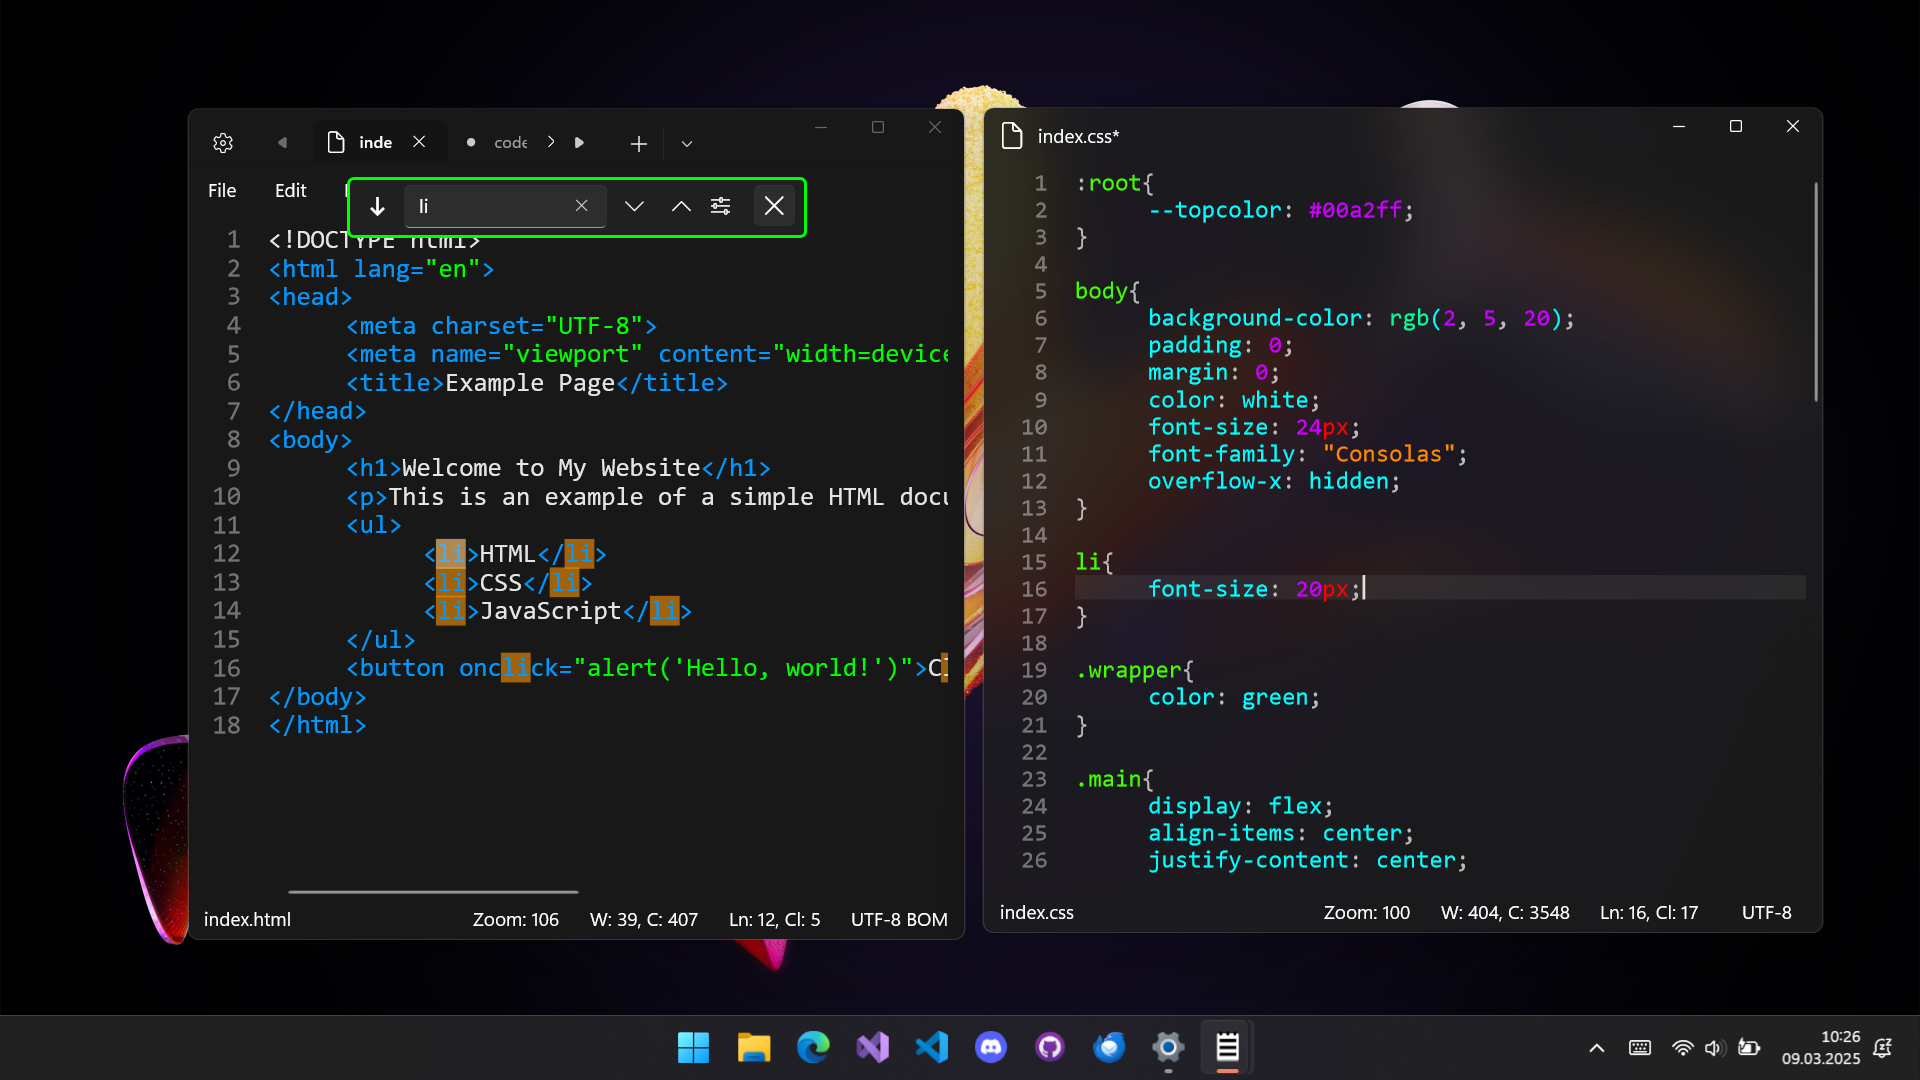 inde
code
File
Edit
li
1 <!DOCTYPE html>
2 <html lang="en">
3 <head>
4 <meta charset="UTF-8">
5 <meta name="viewport" content="width=device
6 <title>Example Page</title>
7 </head>
8 <body>
9 <h1>Welcome to My Website</h1>
10 <p>This is an example of a simple HTML docu
11 <ul>
12 <li>HTML</li>
13 <li>CSS</li>
14 <li>JavaScript</li>
15 </ul>
16 <button onclick="alert('Hello, world!')">Cl
17 </body>
18 </html>
index.html
Zoom: 106
W: 39, C: 407
Ln: 12, Cl: 5
UTF-8 BOM
index.css*
1 :root{
2 --topcolor: #00a2ff;
3 }
4
5 body{
6 background-color: rgb(2, 5, 20);
7 padding: 0;
8 margin: 0;
9 color: white;
10 font-size: 24px;
11 font-family: "Consolas";
12 overflow-x: hidden;
13 }
14
15 li{
16 font-size: 20px;
17 }
18
19 .wrapper{
20 color: green;
21 }
22
23 .main{
24 display: flex;
25 align-items: center;
26 justify-content: center;
index.css
Zoom: 100
W: 404, C: 3548
Ln: 16, Cl: 17
UTF-8
10:26
09.03.2025